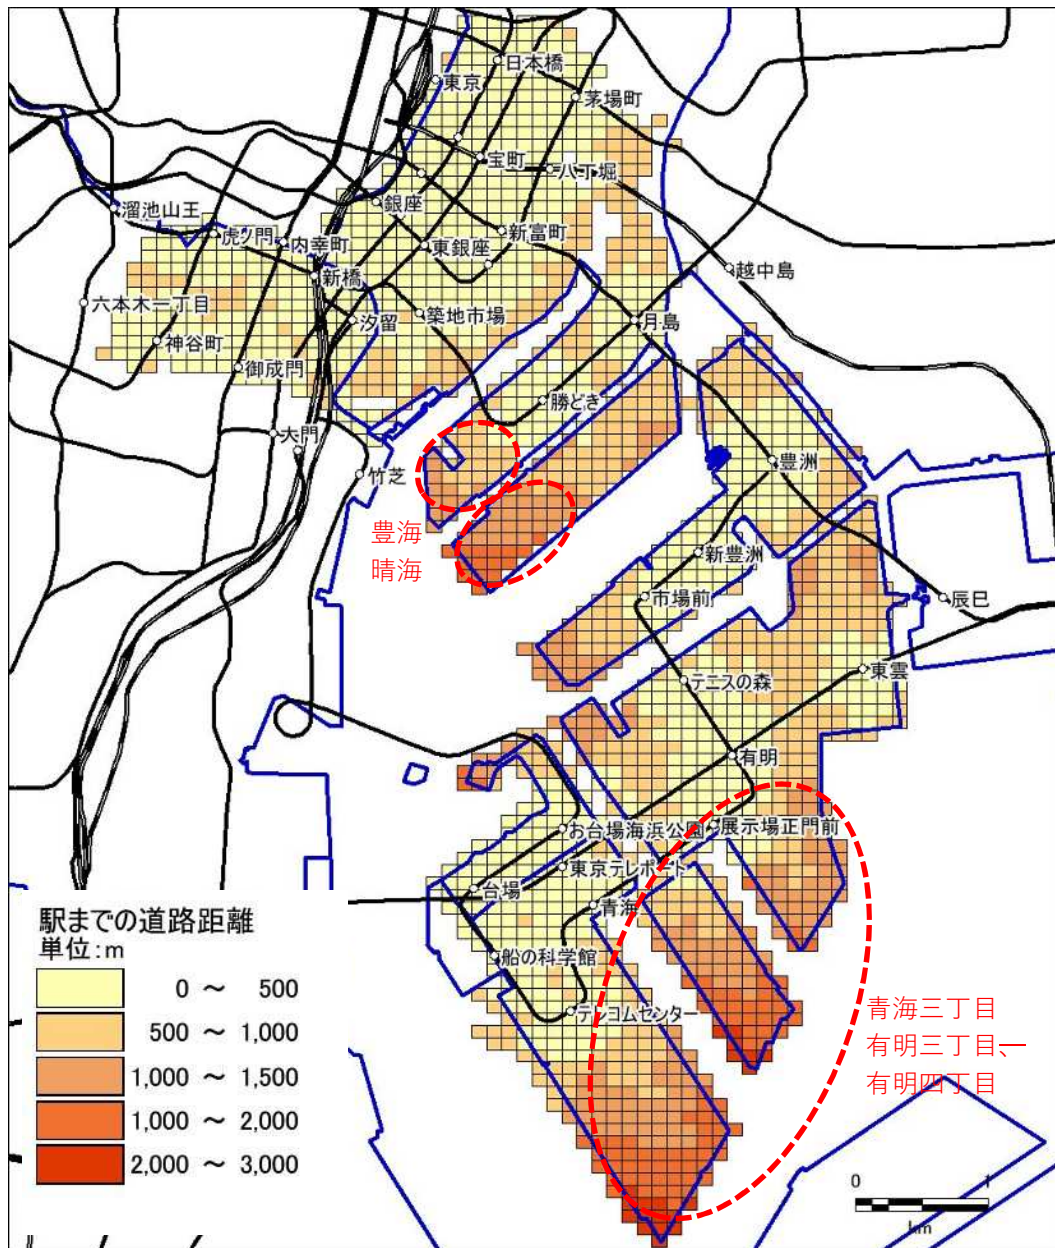 日本橋
東京
茅場町
宝町
八丁堀
溜池山王
銀座
虎ノ門
内幸町
東銀座
新富町
新橋
越中島
六本木一丁目
汐留
築地市場
月島
神谷町
御成門
勝どき
大門
竹芝
豊洲
豊海
晴海
新豊洲
市場前
辰巳
東雲
テニスの森
有明
お台場海浜公園
展示場正門前
東京テレポート
台場
青海
船の科学館
テレコムセンター
駅までの道路距離
単位:m
0 ～ 500
500 ～ 1,000
1,000 ～ 1,500
1,000 ～ 2,000
2,000 ～ 3,000
青海三丁目
有明三丁目、
有明四丁目
0 1
km